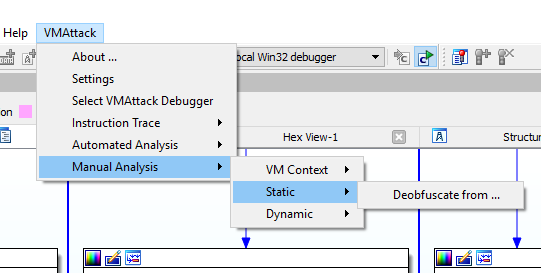 Help VMAttack
About ...
Settings
ocal Win32 debugger
Select VMAttack Debugger
on
Instruction Trace
Automated Analysis
Hex View-1
Structur
Manual Analysis
VM Context
Static
Deobfuscate from ...
Dynamic